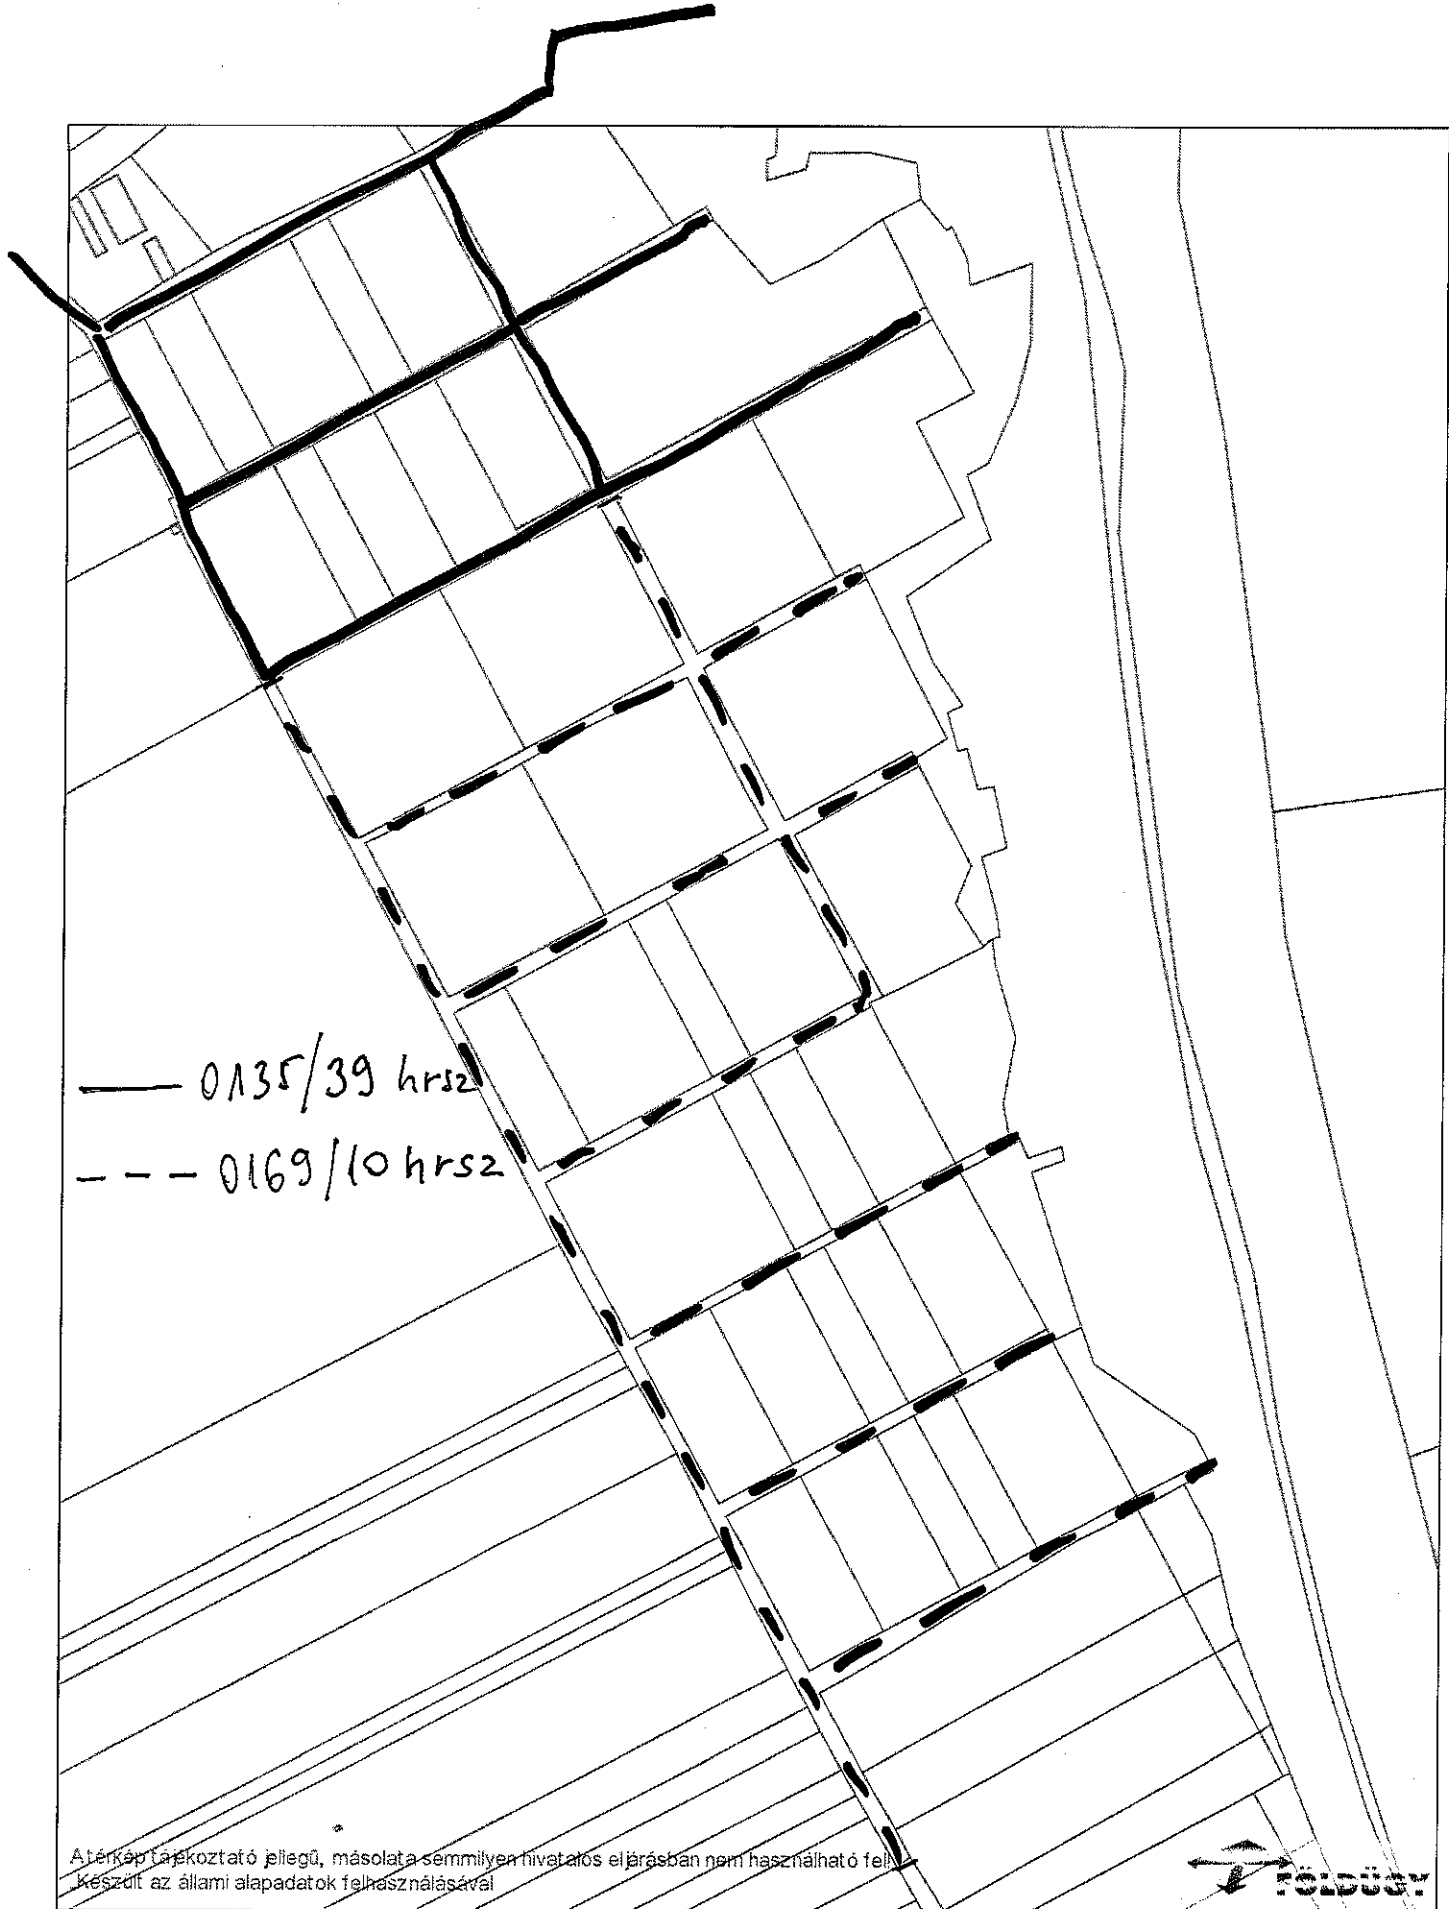 —— 0135/39 hrsz
- - - 0169/10 hrsz
A térkép tájékoztató jellegű, másolata semmilyen hivatalos eljárásban nem használható fel!
Készült az állami alapadatok felhasználásával
FÖLDÜGY